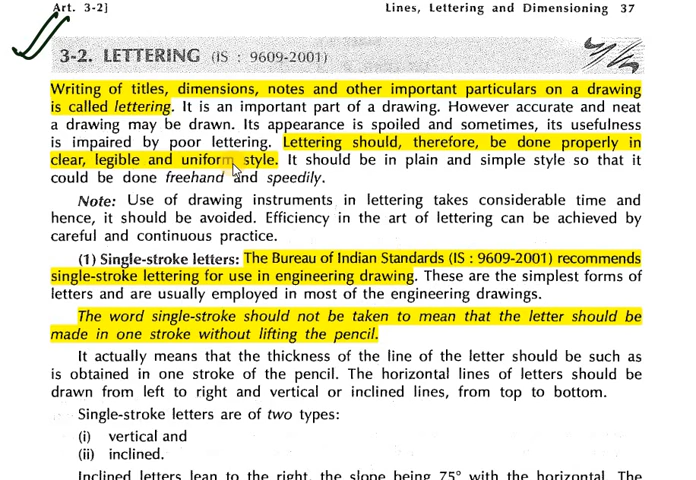 Art. 3-2]
Lines, Lettering and Dimensioning 37
3-2. LETTERING (IS : 9609-2001)
Writing of titles, dimensions, notes and other important particulars on a drawing
is called lettering. It is an important part of a drawing. However accurate and neat
a drawing may be drawn. Its appearance is spoiled and sometimes, its usefulness
is impaired by poor lettering. Lettering should, therefore, be done properly in
clear, legible and uniform style. It should be in plain and simple style so that it
could be done freehand and speedily.
Note: Use of drawing instruments in lettering takes considerable time and
hence, it should be avoided. Efficiency in the art of lettering can be achieved by
careful and continuous practice.
(1) Single-stroke letters: The Bureau of Indian Standards (IS : 9609-2001) recommends
single-stroke lettering for use in engineering drawing. These are the simplest forms of
letters and are usually employed in most of the engineering drawings.
The word single-stroke should not be taken to mean that the letter should be
made in one stroke without lifting the pencil.
It actually means that the thickness of the line of the letter should be such as
is obtained in one stroke of the pencil. The horizontal lines of letters should be
drawn from left to right and vertical or inclined lines, from top to bottom.
Single-stroke letters are of two types:
(i) vertical and
(ii) inclined.
Inclined letters lean to the right, the slope being 75° with the horizontal. The